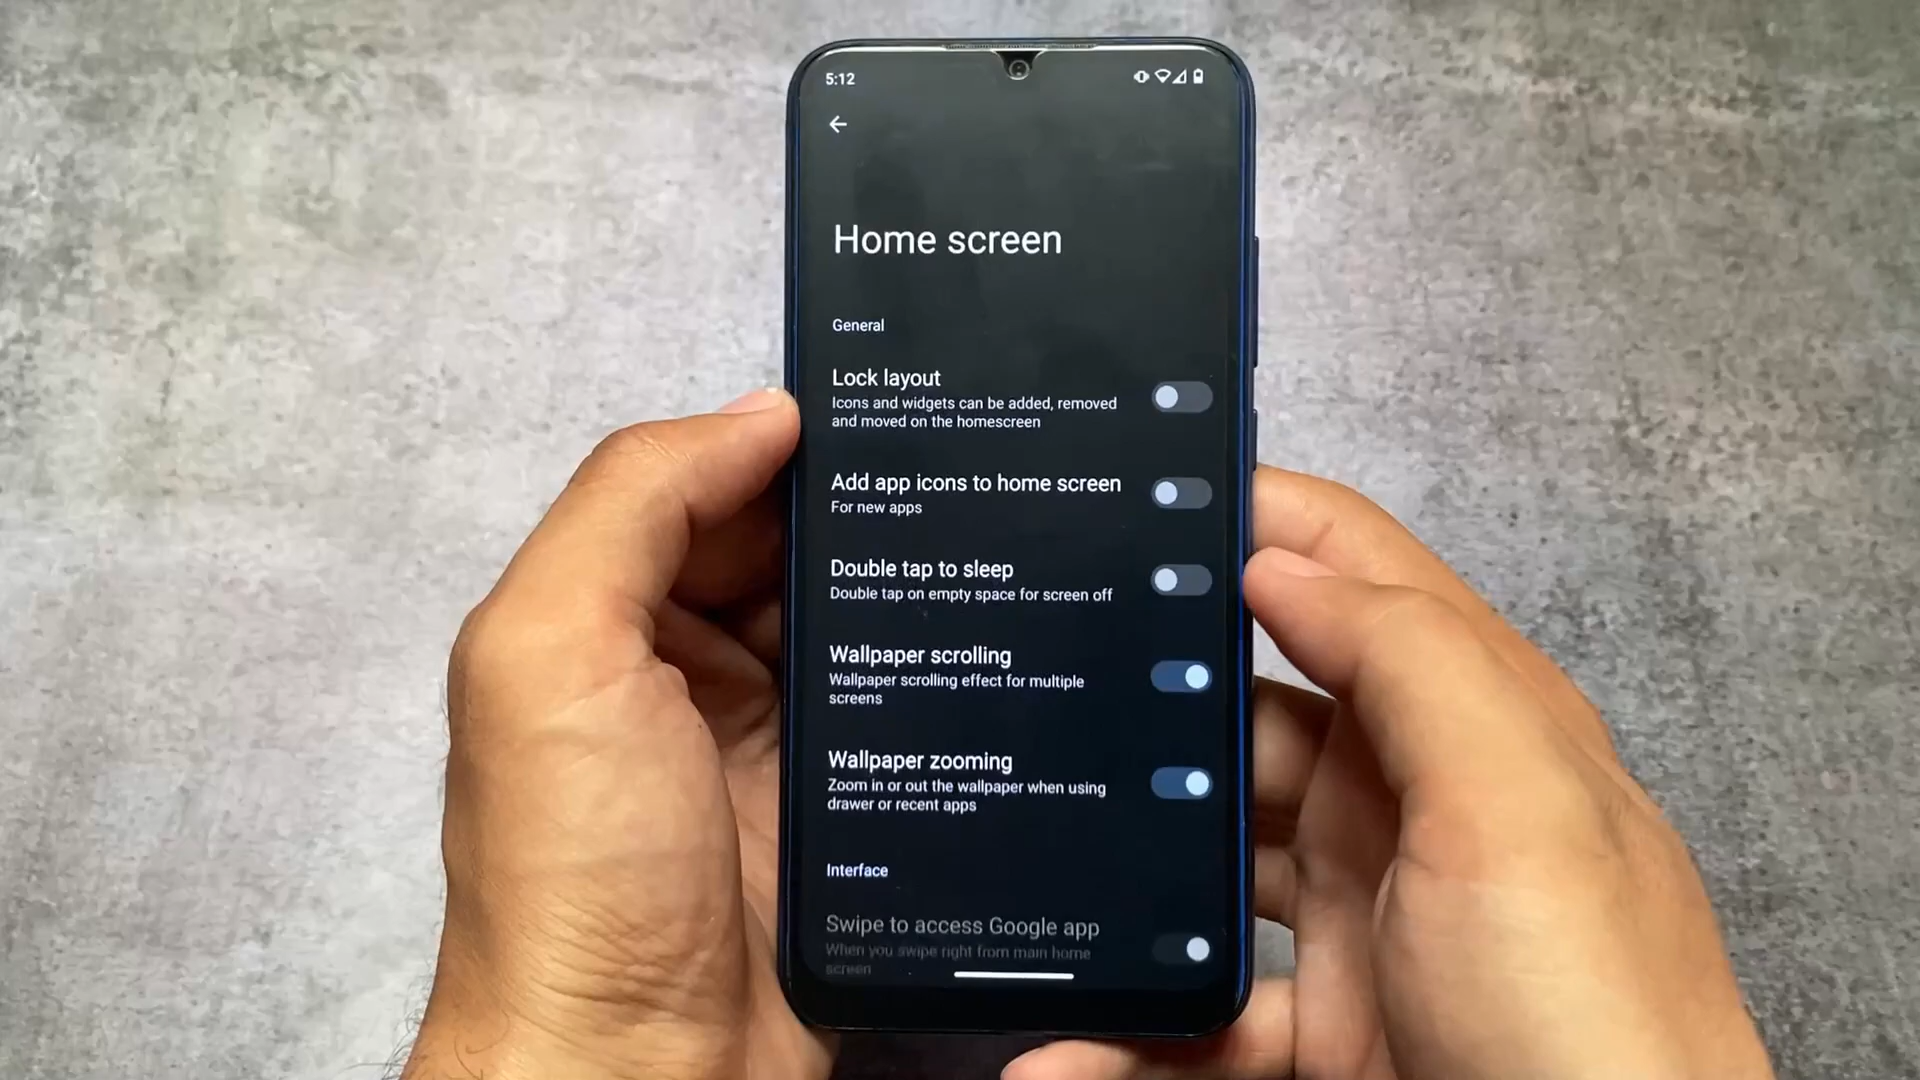 5:12
Home screen
General
Lock layout
Icons and widgets can be added, removed
and moved on the homescreen
Add app icons to home screen
For new apps
Double tap to sleep
Double tap on empty space for screen off
Wallpaper scrolling
Wallpaper scrolling effect for multiple
screens
Wallpaper zooming
Zoom in or out the wallpaper when using
drawer or recent apps
Interface
Swipe to access Google app
When you swipe right from main home
screen